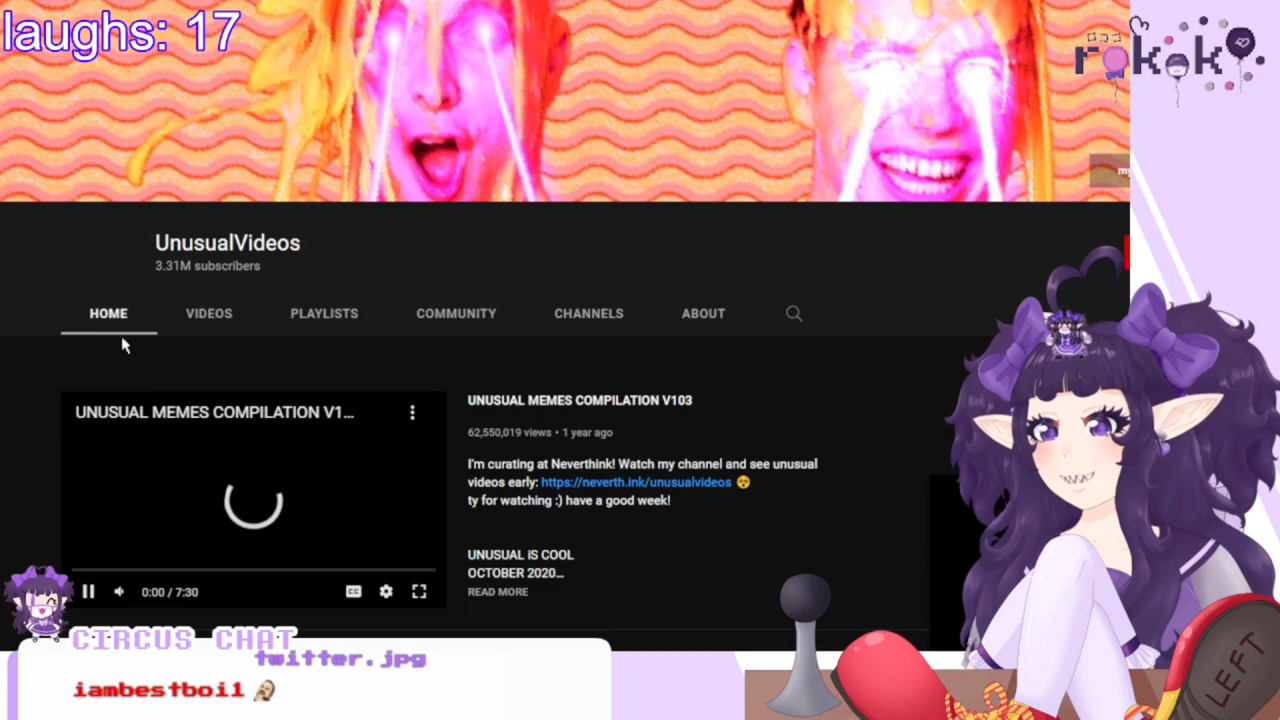 laughs: 17
rokoko
my
UnusualVideos
3.31M subscribers
HOME VIDEOS PLAYLISTS COMMUNITY CHANNELS ABOUT
UNUSUAL MEMES COMPILATION V1...
0:00 / 7:30
CC
UNUSUAL MEMES COMPILATION V103
62,550,019 views • 1 year ago
I'm curating at Neverthink! Watch my channel and see unusual
videos early: https://neverth.ink/unusualvideos 😴
ty for watching :) have a good week!
UNUSUAL IS COOL
OCTOBER 2020...
READ MORE
CIRCUS CHAT
twitter.jpg
iambestboi1
LEFT